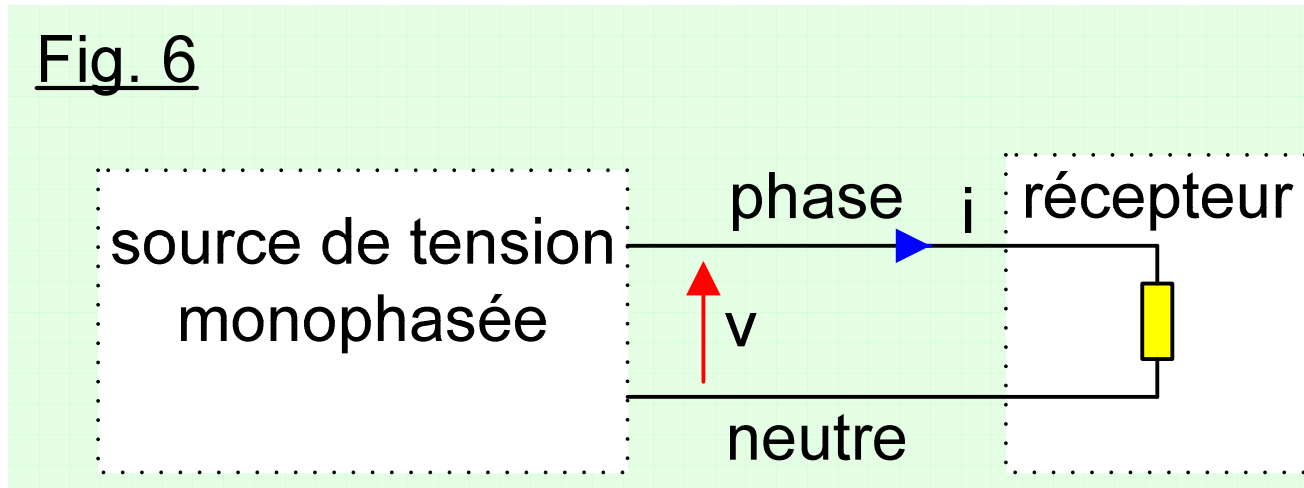 Fig. 6
source de tension
monophasée
phase
i
récepteur
v
neutre